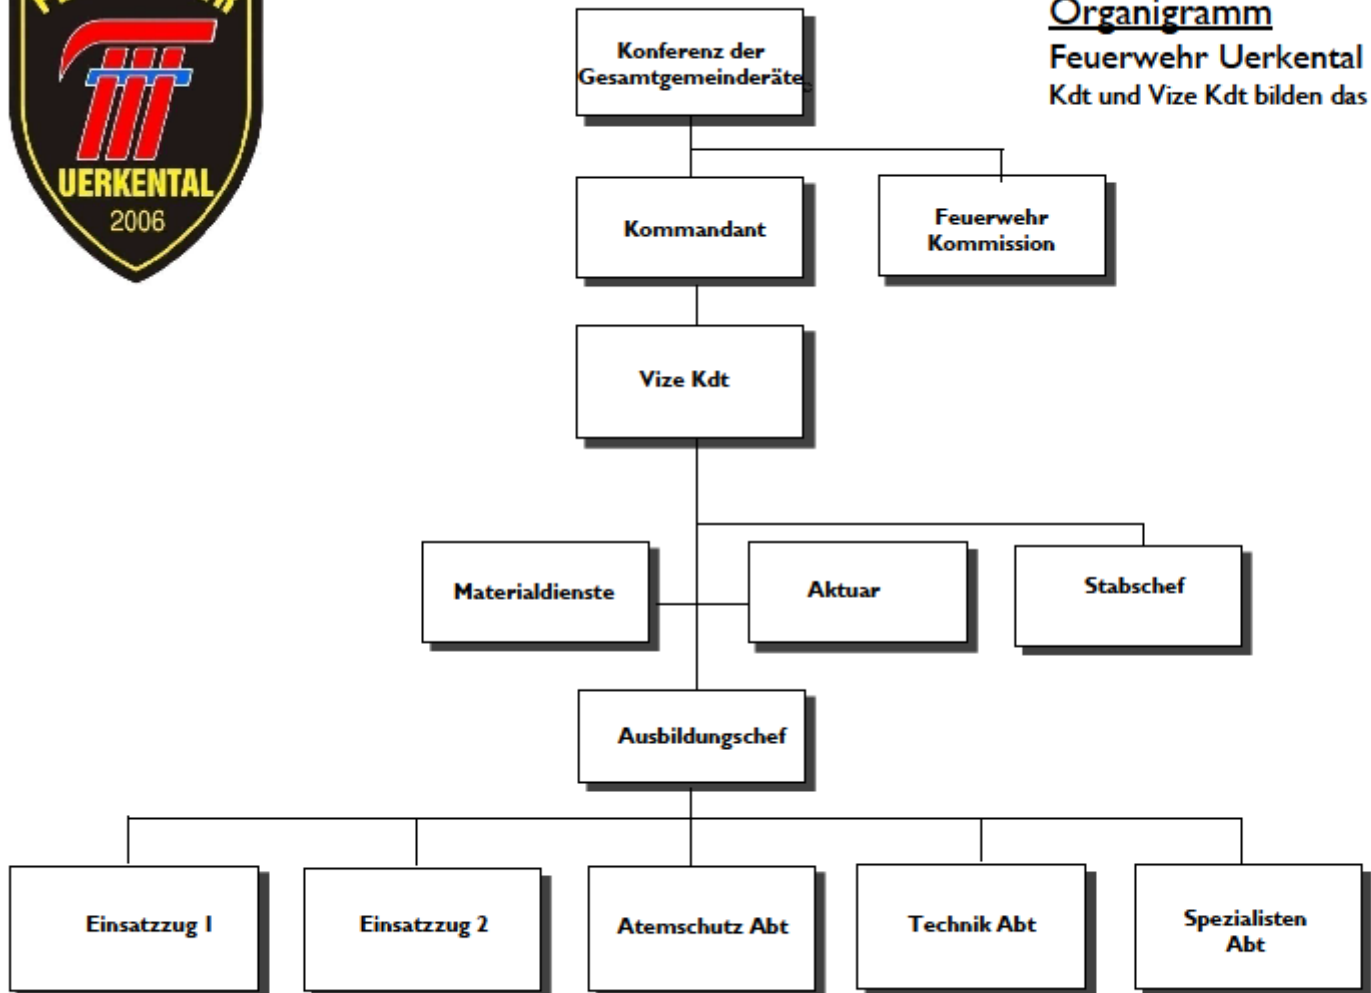 UERKENTAL
2006
Organigramm
Feuerwehr Uerkental
Kdt und Vize Kdt bilden das
Konferenz der
Gesamtgemeinderäte
Kommandant
Feuerwehr
Kommission
Vize Kdt
Materialdienste
Aktuar
Stabschef
Ausbildungschef
Einsatzzug 1
Einsatzzug 2
Atemschutz Abt
Technik Abt
Spezialisten
Abt